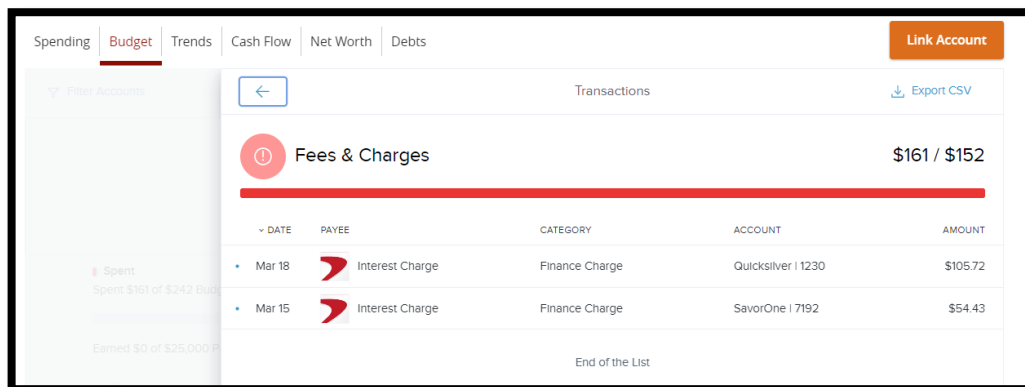 Spending Budget Trends Cash Flow Net Worth Debts Link Account
Filter Accounts Transactions Export CSV
Fees & Charges $161 / $152
DATE PAYEE CATEGORY ACCOUNT AMOUNT
Mar 18 Interest Charge Finance Charge Quicksilver | 1230 $105.72
Spent
Spent $161 of $242
Mar 15 Interest Charge Finance Charge SavorOne | 7192 $54.43
Earned $0 of $25,000
End of the List